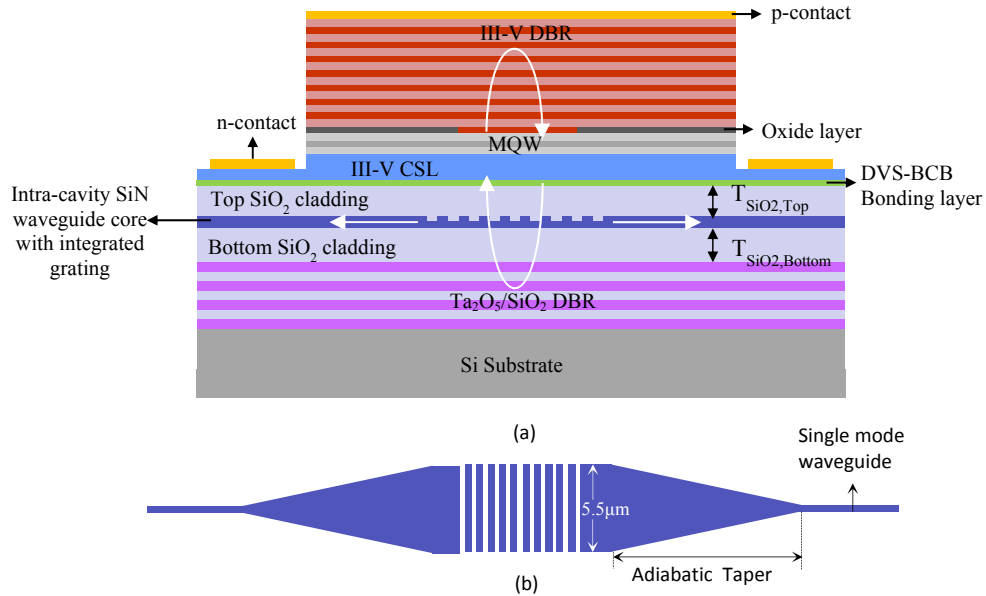 p-contact
III-V DBR
n-contact
Oxide layer
MQW
III-V CSL
DVS-BCB
Bonding layer
Intra-cavity SiN
waveguide core
with integrated
grating
Top SiO₂ cladding
T_SiO2,Top
Bottom SiO₂ cladding
T_SiO2,Bottom
Ta₂O₅/SiO₂ DBR
Si Substrate
(a)
Single mode
waveguide
5.5μm
Adiabatic Taper
(b)